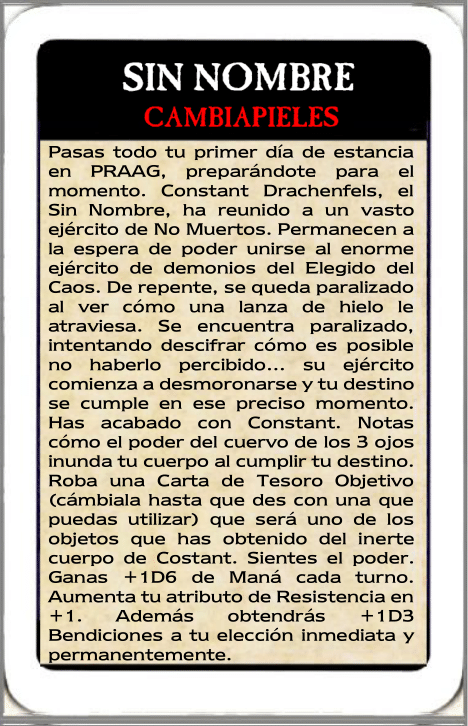 SIN NOMBRE
CAMBIAPIELES
Pasas todo tu primer día de estancia
en PRAAG, preparándote para el
momento. Constant Drachenfels, el
Sin Nombre, ha reunido a un vasto
ejército de No Muertos. Permanecen a
la espera de poder unirse al enorme
ejército de demonios del Elegido del
Caos. De repente, se queda paralizado
al ver cómo una lanza de hielo le
atraviesa. Se encuentra paralizado,
intentando descifrar cómo es posible
no haberlo percibido... su ejército
comienza a desmoronarse y tu destino
se cumple en ese preciso momento.
Has acabado con Constant. Notas
cómo el poder del cuervo de los 3 ojos
inunda tu cuerpo al cumplir tu destino.
Roba una Carta de Tesoro Objetivo
(cámbiala hasta que des con una que
puedas utilizar) que será uno de los
objetos que has obtenido del inerte
cuerpo de Costant. Sientes el poder.
Ganas +1D6 de Maná cada turno.
Aumenta tu atributo de Resistencia en
+1. Además obtendrás +1D3
Bendiciones a tu elección inmediata y
permanentemente.